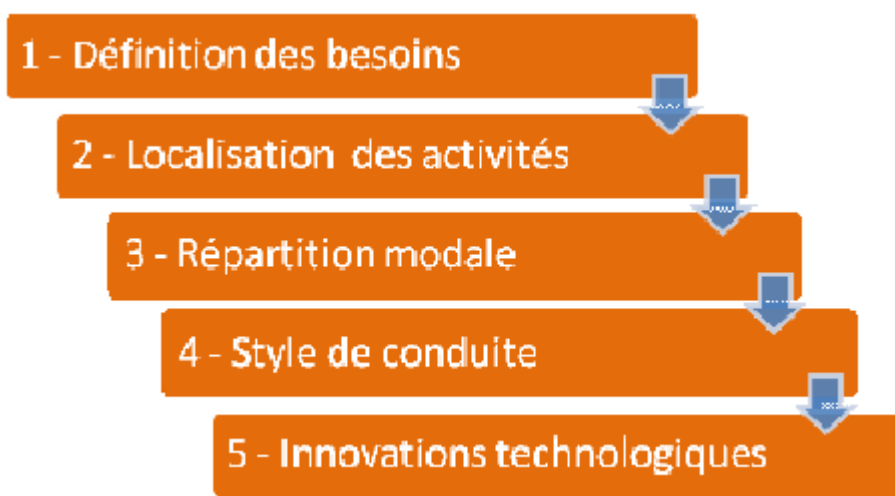 1 - Définition des besoins
2 - Localisation des activités
3 - Répartition modale
4 - Style de conduite
5 - Innovations technologiques